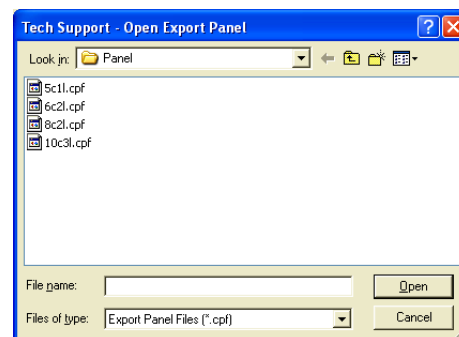 Tech Support - Open Export Panel
Look in: Panel
5c1l.cpf
6c2l.cpf
8c2l.cpf
10c3l.cpf
File name: Open
Files of type: Export Panel Files (*.cpf) Cancel